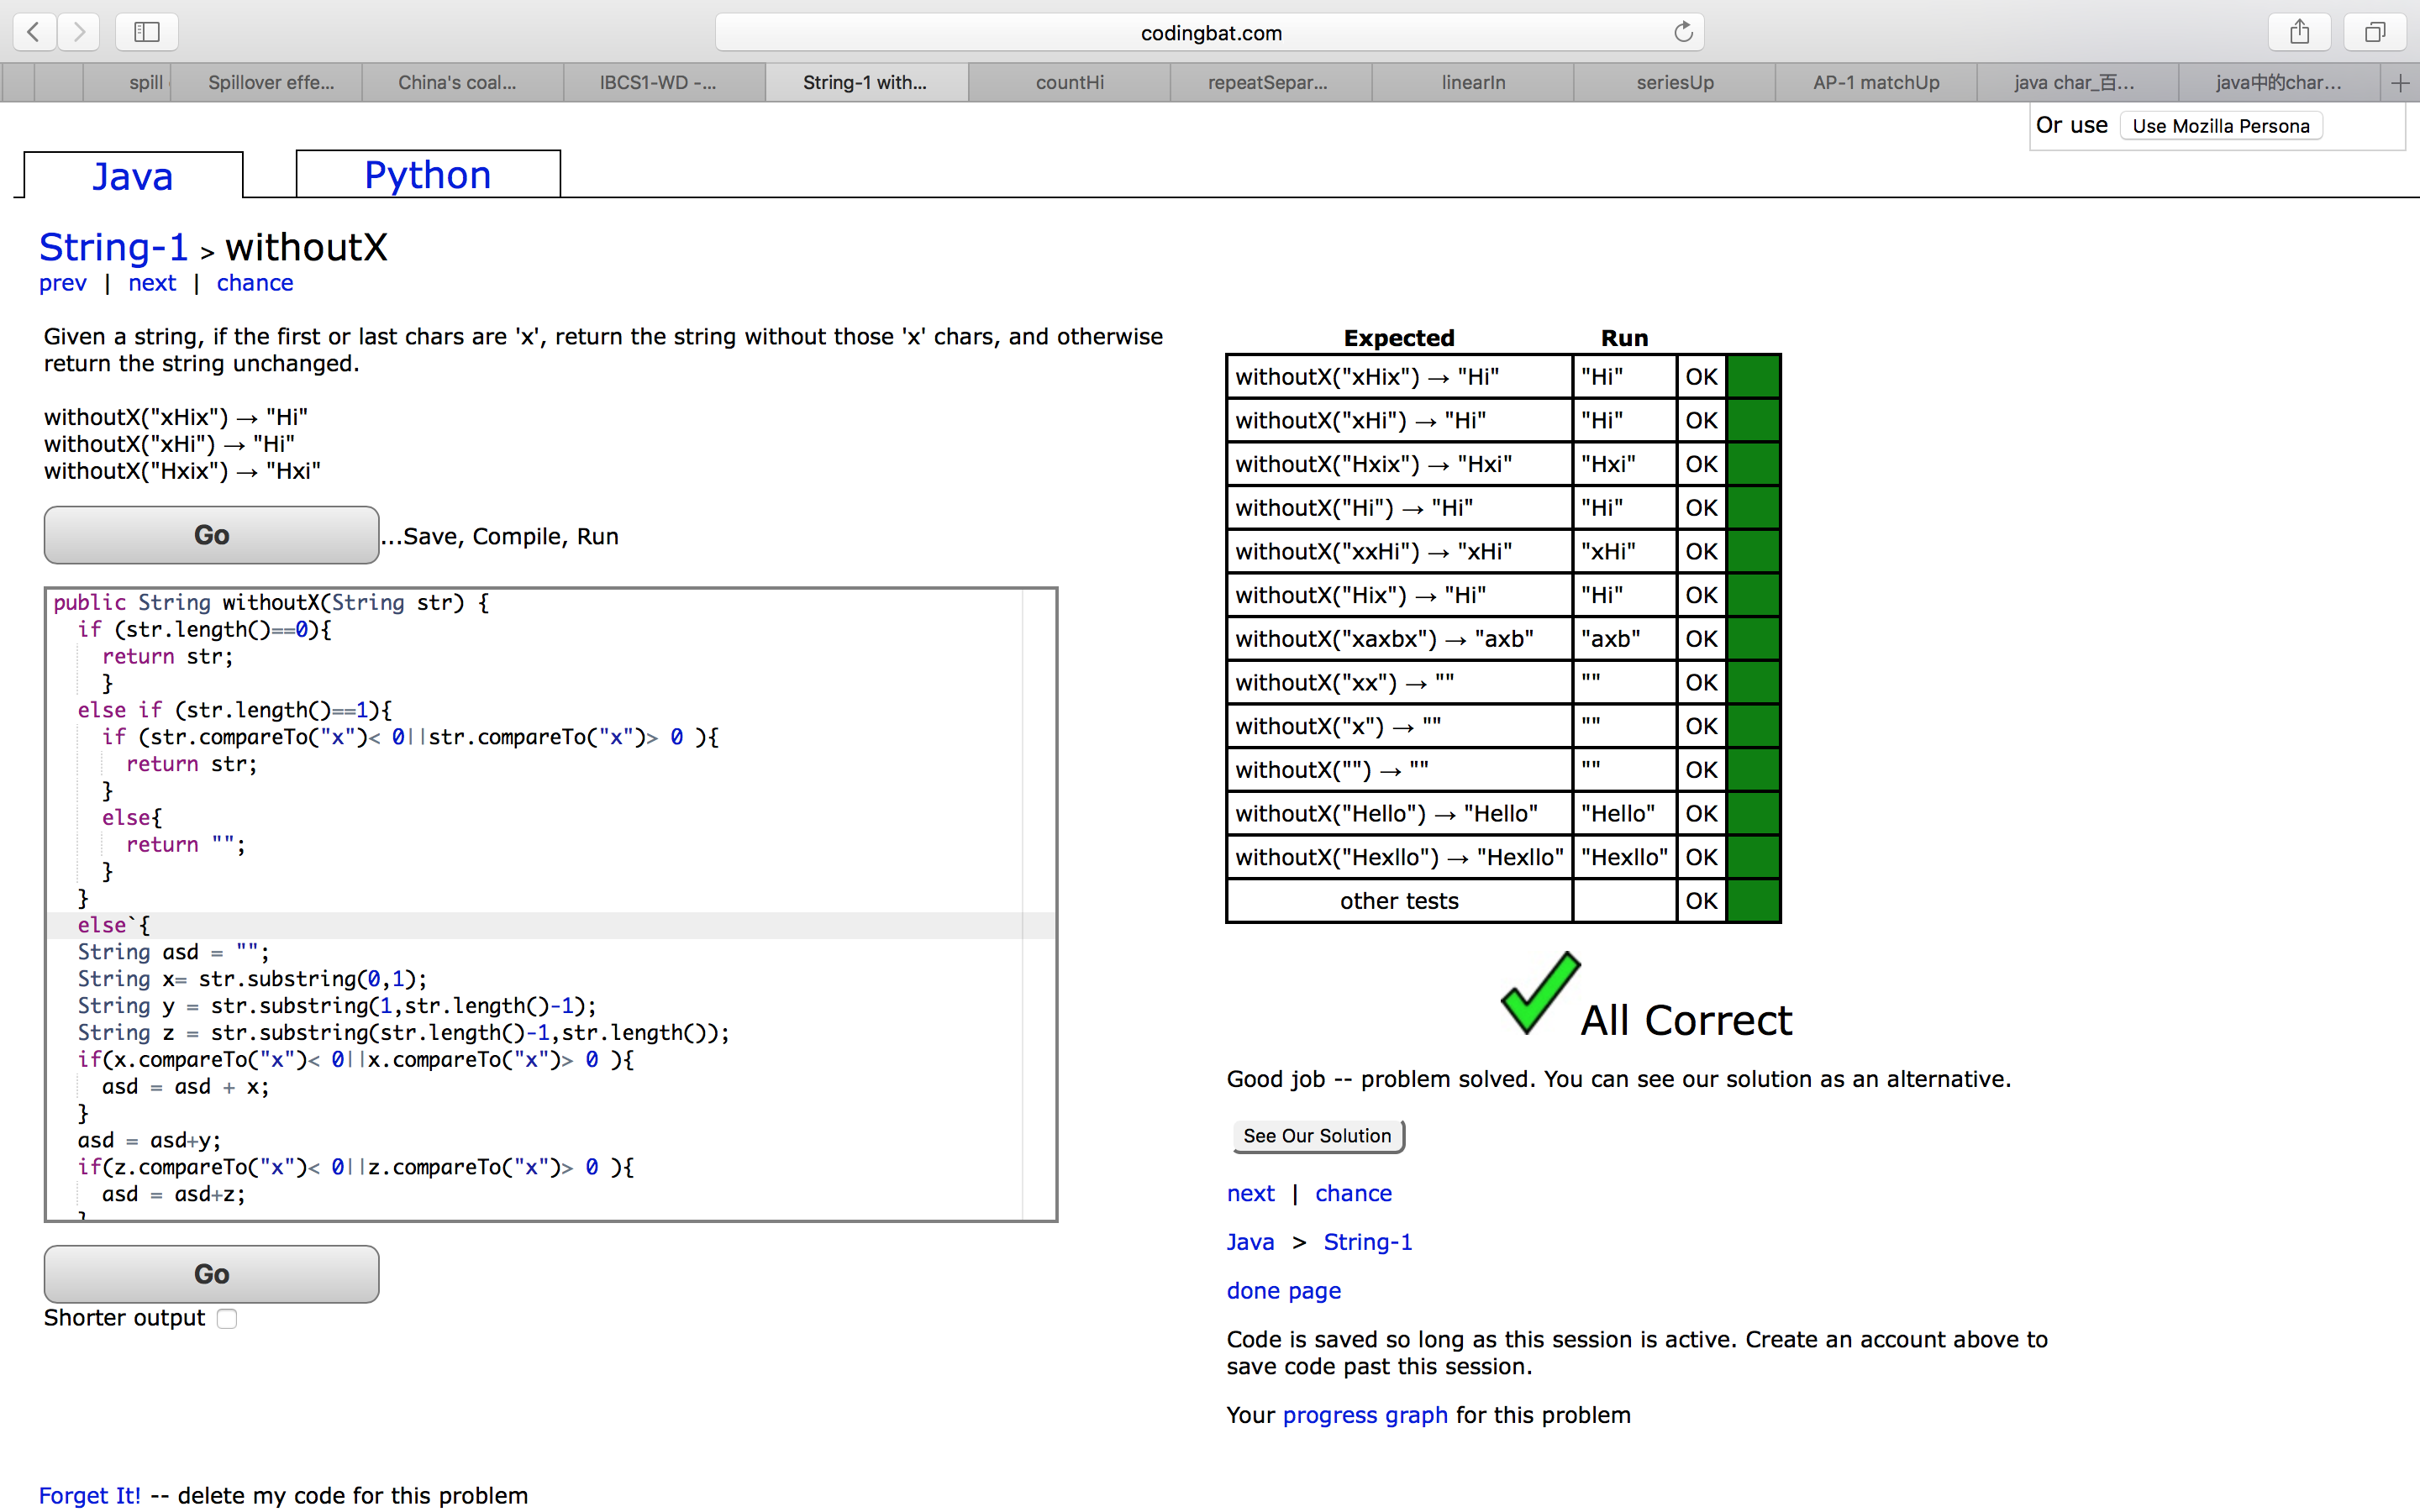 codingbat.com
spill
Spillover effe...
China's coal...
IBCS1-WD -...
String-1 with...
countHi
repeatSepar...
linearIn
seriesUp
AP-1 matchUp
java char_百...
java中的char...
Or use Use Mozilla Persona
Java
Python
String-1 > withoutX
prev | next | chance
Given a string, if the first or last chars are 'x', return the string without those 'x' chars, and otherwise
return the string unchanged.
withoutX("xHix") → "Hi"
withoutX("xHi") → "Hi"
withoutX("Hxix") → "Hxi"
Go ...Save, Compile, Run
public String withoutX(String str) {
if (str.length()==0){
return str;
}
else if (str.length()==1){
if (str.compareTo("x")< 0||str.compareTo("x")> 0 ){
return str;
}
else{
return "";
}
}
else`{
String asd = "";
String x= str.substring(0,1);
String y = str.substring(1,str.length()-1);
String z = str.substring(str.length()-1,str.length());
if(x.compareTo("x")< 0||x.compareTo("x")> 0 ){
asd = asd + x;
}
asd = asd+y;
if(z.compareTo("x")< 0||z.compareTo("x")> 0 ){
asd = asd+z;
}
Go
Shorter output
Forget It! -- delete my code for this problem
Expected Run
withoutX("xHix") → "Hi" "Hi" OK
withoutX("xHi") → "Hi" "Hi" OK
withoutX("Hxix") → "Hxi" "Hxi" OK
withoutX("Hi") → "Hi" "Hi" OK
withoutX("xxHi") → "xHi" "xHi" OK
withoutX("Hix") → "Hi" "Hi" OK
withoutX("xaxbx") → "axb" "axb" OK
withoutX("xx") → "" "" OK
withoutX("x") → "" "" OK
withoutX("") → "" "" OK
withoutX("Hello") → "Hello" "Hello" OK
withoutX("Hexllo") → "Hexllo" "Hexllo" OK
other tests OK
All Correct
Good job -- problem solved. You can see our solution as an alternative.
See Our Solution
next | chance
Java > String-1
done page
Code is saved so long as this session is active. Create an account above to
save code past this session.
Your progress graph for this problem